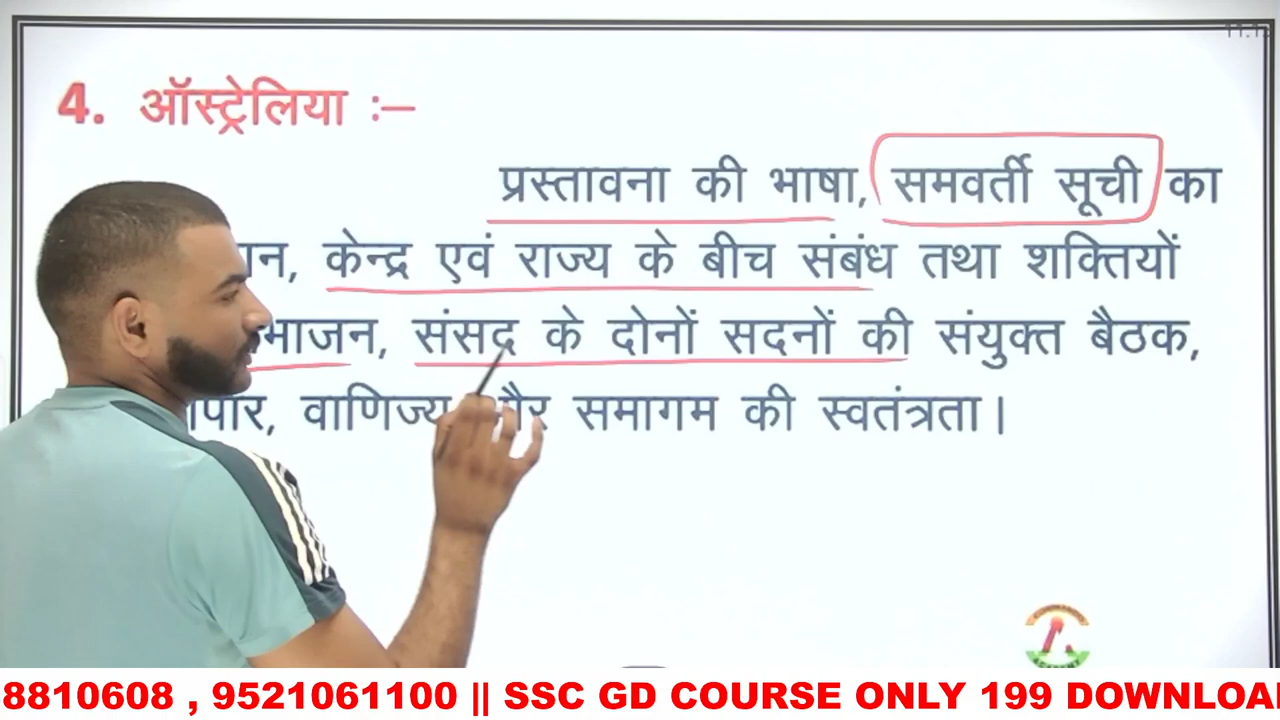 4. ऑस्ट्रेलिया :—
प्रस्तावना की भाषा, समवर्ती सूची का
केन्द्र एवं राज्य के बीच संबंध तथा शक्तियों
संसद के दोनों सदनों की संयुक्त बैठक,
वाणिज्य समागम की स्वतंत्रता।
8810608 , 9521061100 || SSC GD COURSE ONLY 199